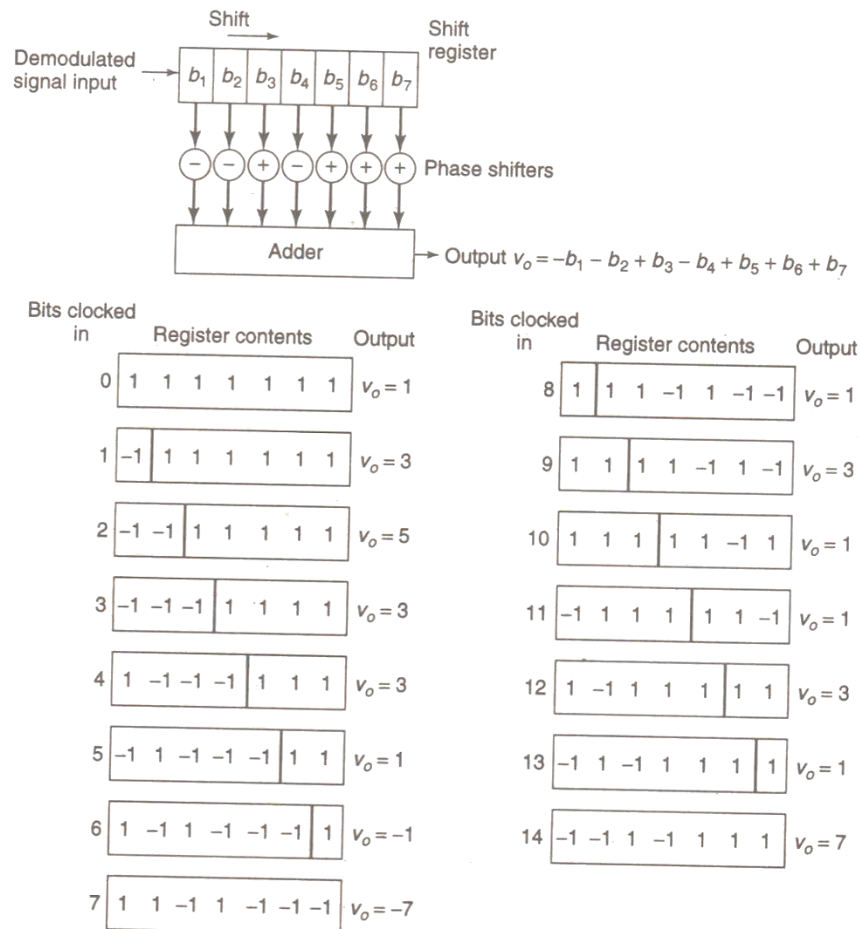 Shift
Shift register
Demodulated signal input
b1 b2 b3 b4 b5 b6 b7
− − + − + + +
Phase shifters
Adder
Output vo = −b1 − b2 + b3 − b4 + b5 + b6 + b7
Bits clocked in Register contents Output
0 1 1 1 1 1 1 1 vo = 1
1 −1 1 1 1 1 1 1 vo = 3
2 −1 −1 1 1 1 1 1 vo = 5
3 −1 −1 −1 1 1 1 1 vo = 3
4 1 −1 −1 −1 1 1 1 vo = 3
5 −1 1 −1 −1 −1 1 1 vo = 1
6 1 −1 1 −1 −1 −1 1 vo = −1
7 1 1 −1 1 −1 −1 −1 vo = −7
Bits clocked in Register contents Output
8 1 1 1 −1 1 −1 −1 vo = 1
9 1 1 1 1 −1 1 −1 vo = 3
10 1 1 1 1 1 −1 1 vo = 1
11 −1 1 1 1 1 1 −1 vo = 1
12 1 −1 1 1 1 1 1 vo = 3
13 −1 1 −1 1 1 1 1 vo = 1
14 −1 −1 1 −1 1 1 1 vo = 7